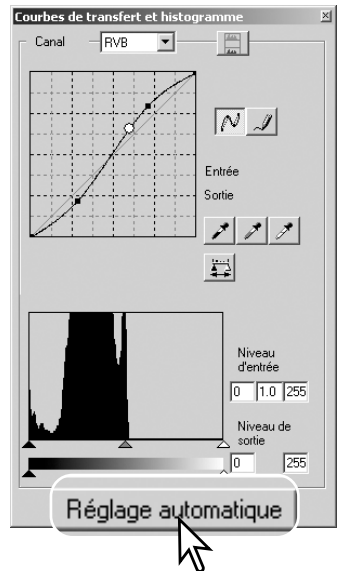 Courbes de transfert et histogramme
Canal RVB
Entrée
Sortie
Niveau
d'entrée
0 1.0 255
Niveau de
sortie
0 255
Réglage automatique